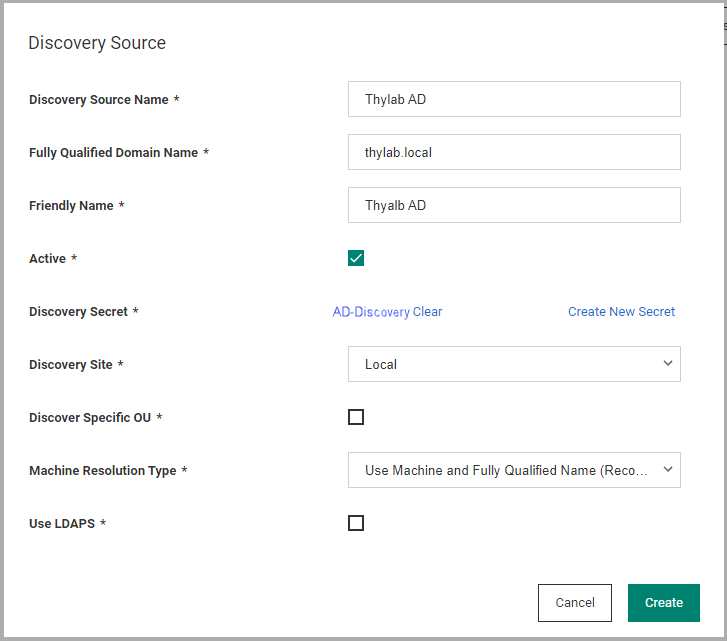 Discovery Source
Discovery Source Name *
Thylab AD
Fully Qualified Domain Name *
thylab.local
Friendly Name *
Thyalb AD
Active *
Discovery Secret *
AD-Discovery Clear
Create New Secret
Discovery Site *
Local
Discover Specific OU *
Machine Resolution Type *
Use Machine and Fully Qualified Name (Reco...
Use LDAPS *
Cancel
Create